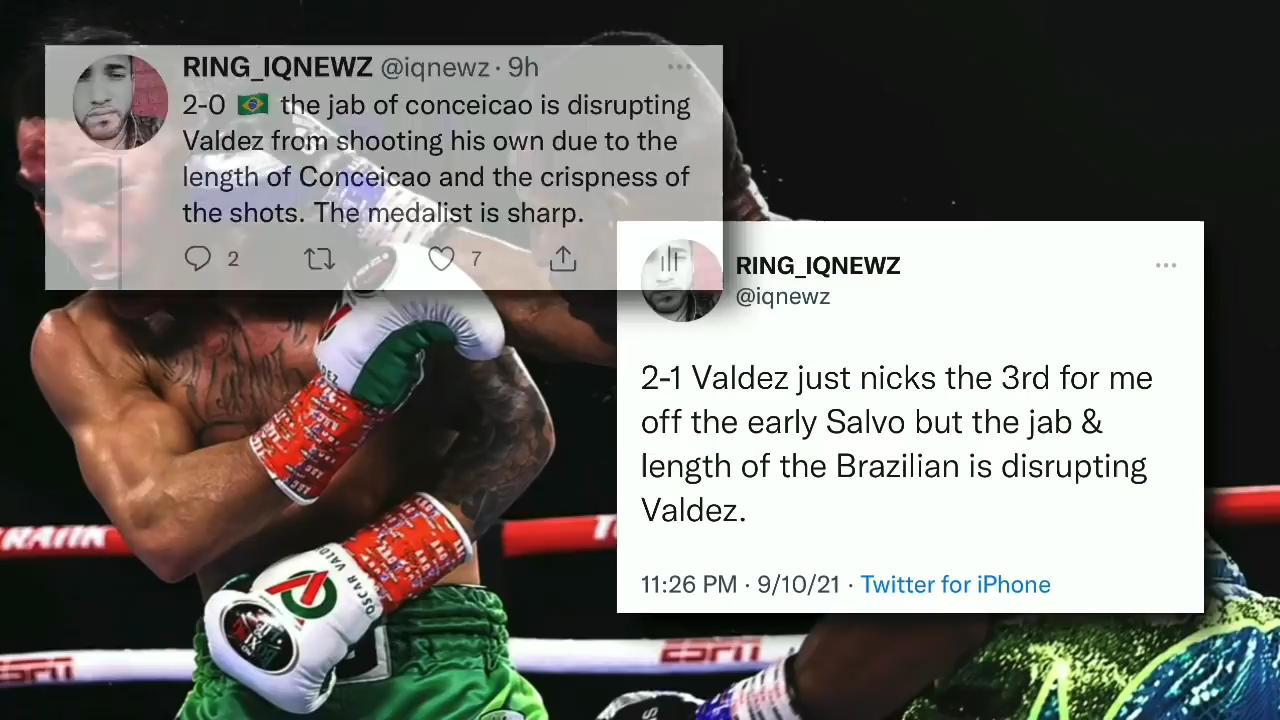 RING_IQNEWZ @iqnewz · 9h
2-0 🇧🇷 the jab of conceicao is disrupting
Valdez from shooting his own due to the
length of Conceicao and the crispness of
the shots. The medalist is sharp.
2 7
RING_IQNEWZ
@iqnewz
2-1 Valdez just nicks the 3rd for me
off the early Salvo but the jab &
length of the Brazilian is disrupting
Valdez.
11:26 PM · 9/10/21 · Twitter for iPhone
OSCAR VALD
ESPN
ESPN